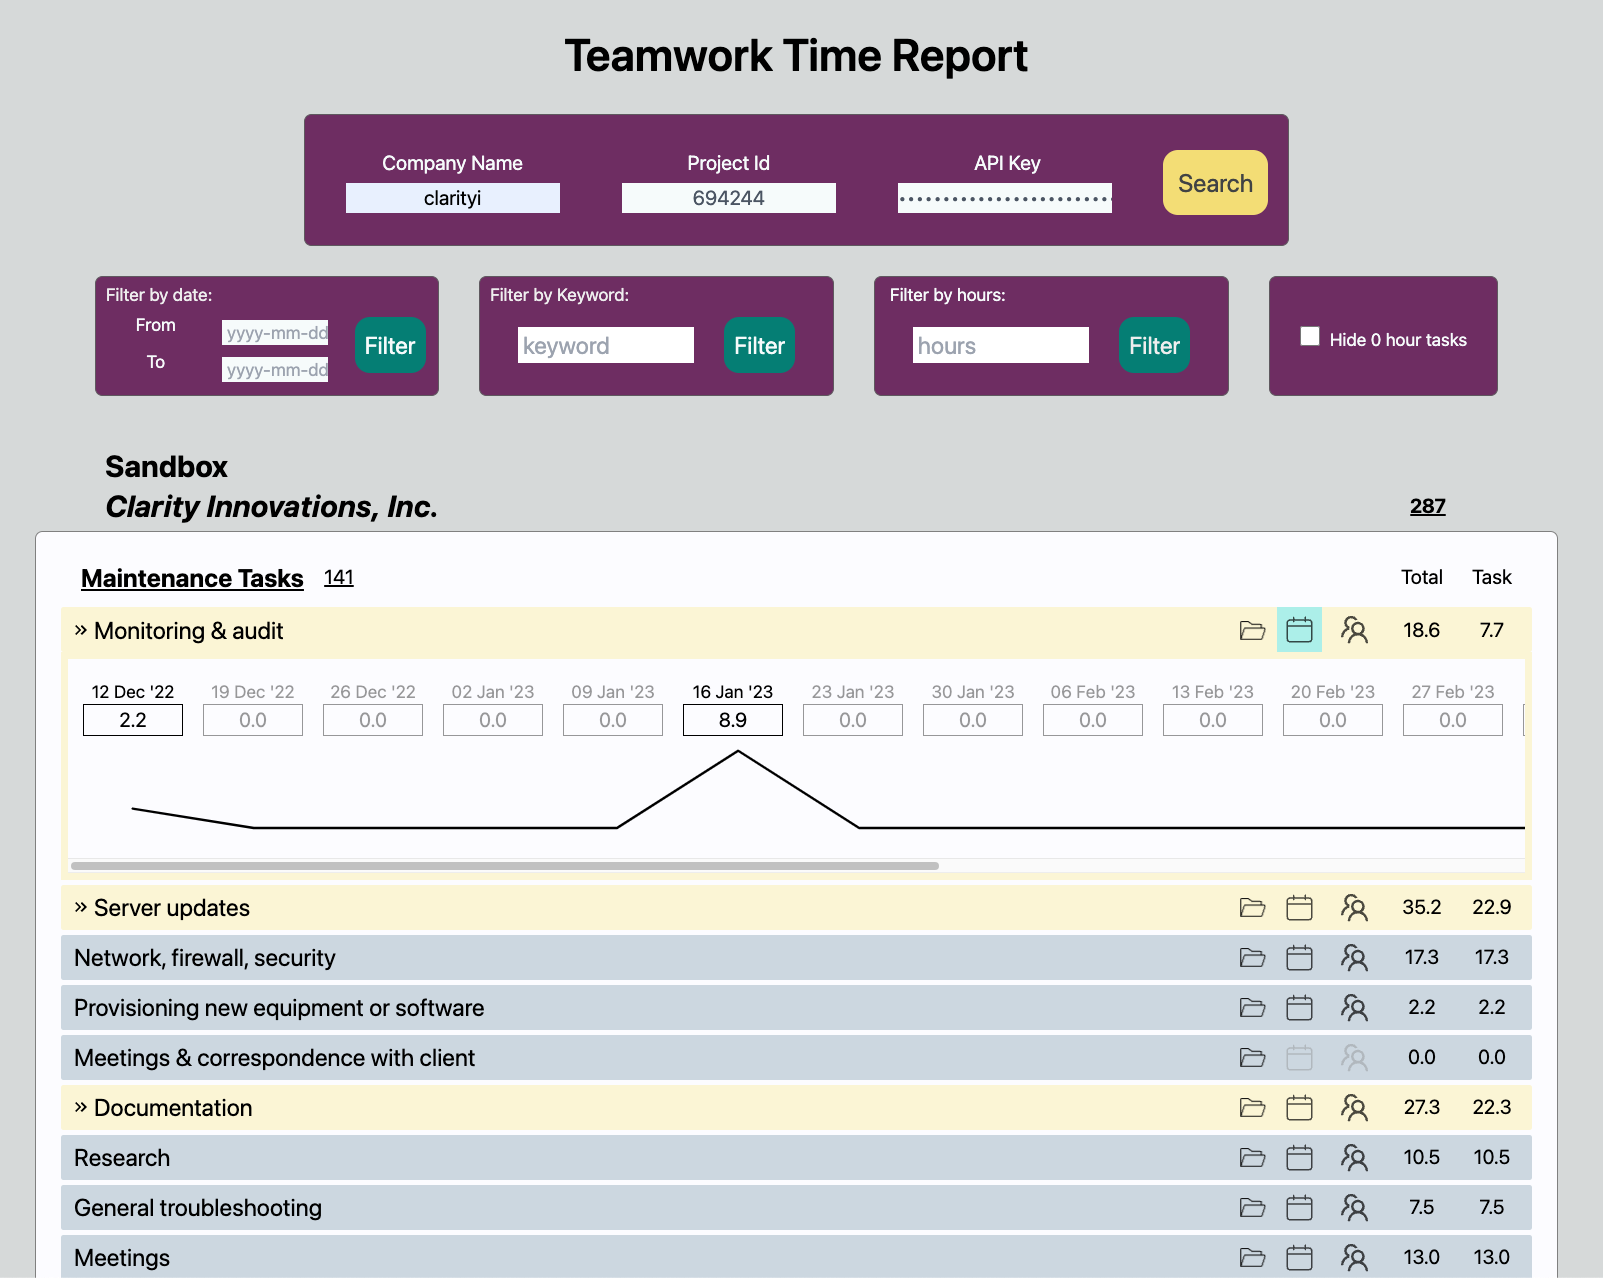 Teamwork Time Report
Company Name Project Id API Key
clarityi 694244 Search
Filter by date: Filter by Keyword: Filter by hours:
From yyyy-mm-dd Filter keyword Filter hours Filter Hide 0 hour tasks
To yyyy-mm-dd
Sandbox
Clarity Innovations, Inc. 287
Maintenance Tasks 141 Total Task
» Monitoring & audit 18.6 7.7
12 Dec '22 19 Dec '22 26 Dec '22 02 Jan '23 09 Jan '23 16 Jan '23 23 Jan '23 30 Jan '23 06 Feb '23 13 Feb '23 20 Feb '23 27 Feb '23
2.2 0.0 0.0 0.0 0.0 8.9 0.0 0.0 0.0 0.0 0.0 0.0
» Server updates 35.2 22.9
Network, firewall, security 17.3 17.3
Provisioning new equipment or software 2.2 2.2
Meetings & correspondence with client 0.0 0.0
» Documentation 27.3 22.3
Research 10.5 10.5
General troubleshooting 7.5 7.5
Meetings 13.0 13.0